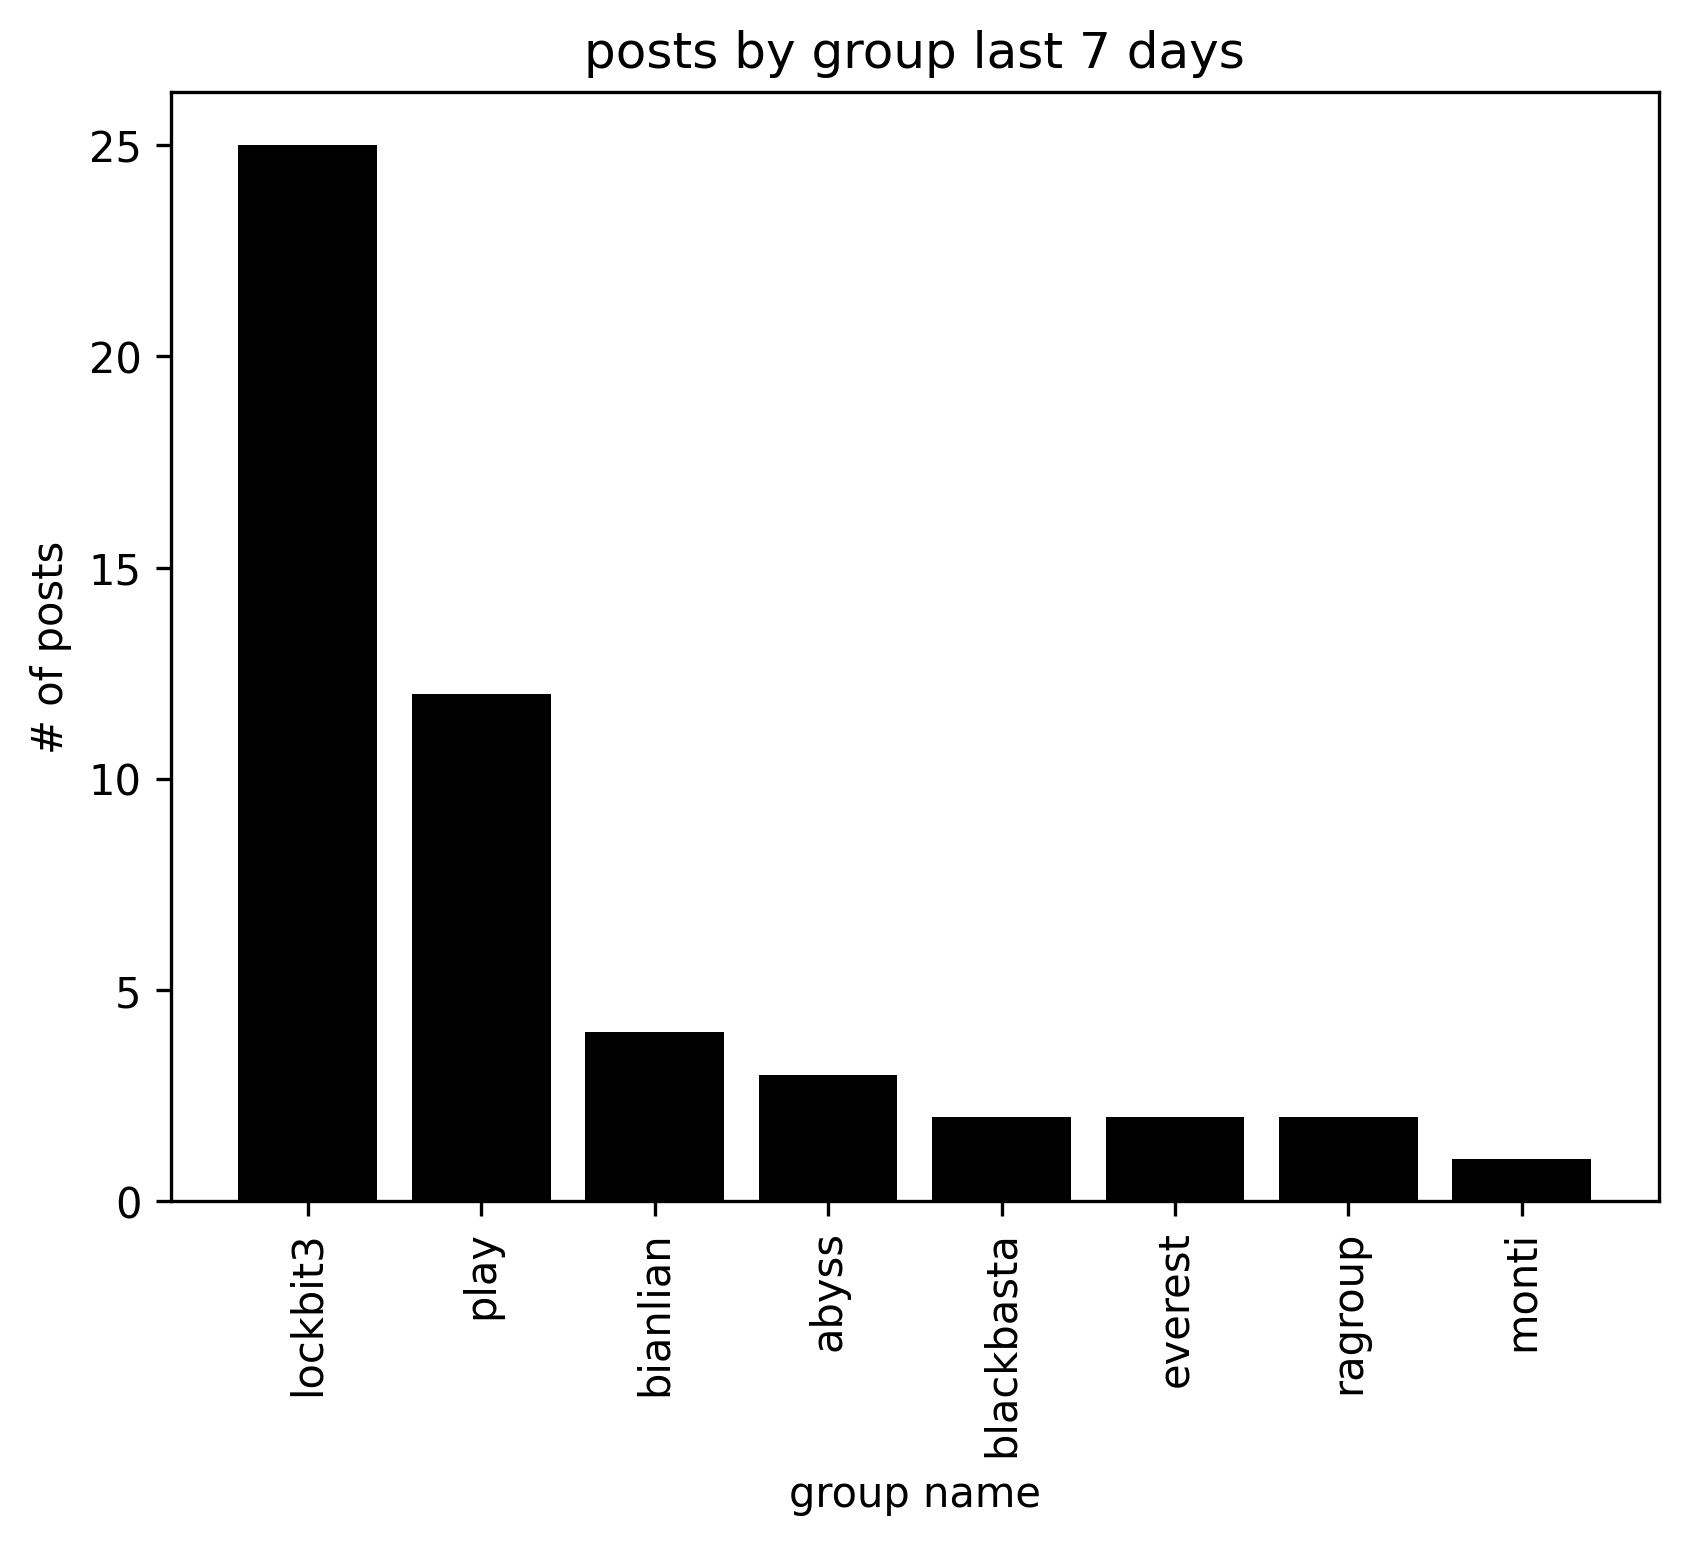 posts by group last 7 days
25
20
15
10
5
0
# of posts
lockbit3
play
bianlian
abyss
blackbasta
everest
ragroup
monti
group name